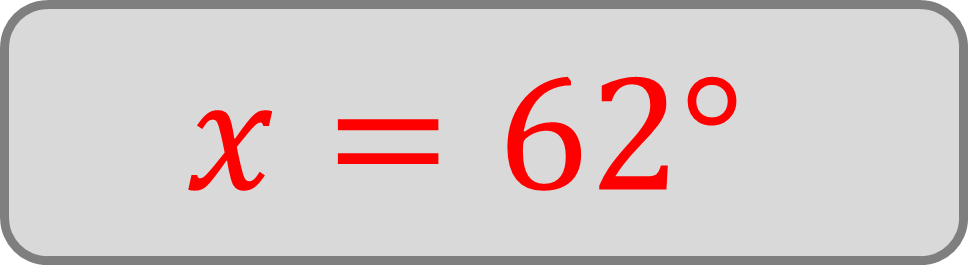 x = 62°